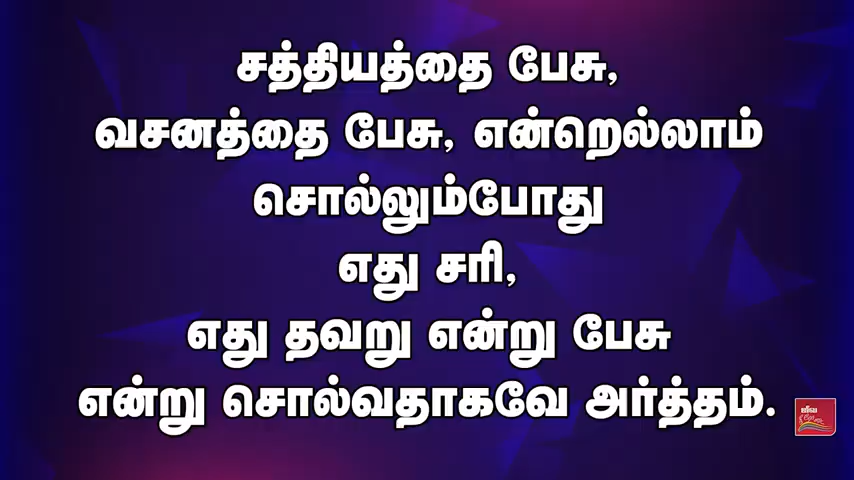 சத்தியத்தை பேசு,
வசனத்தை பேசு, என்றெல்லாம்
சொல்லும்போது
எது சரி,
எது தவறு என்று பேசு
என்று சொல்வதாகவே அர்த்தம்.